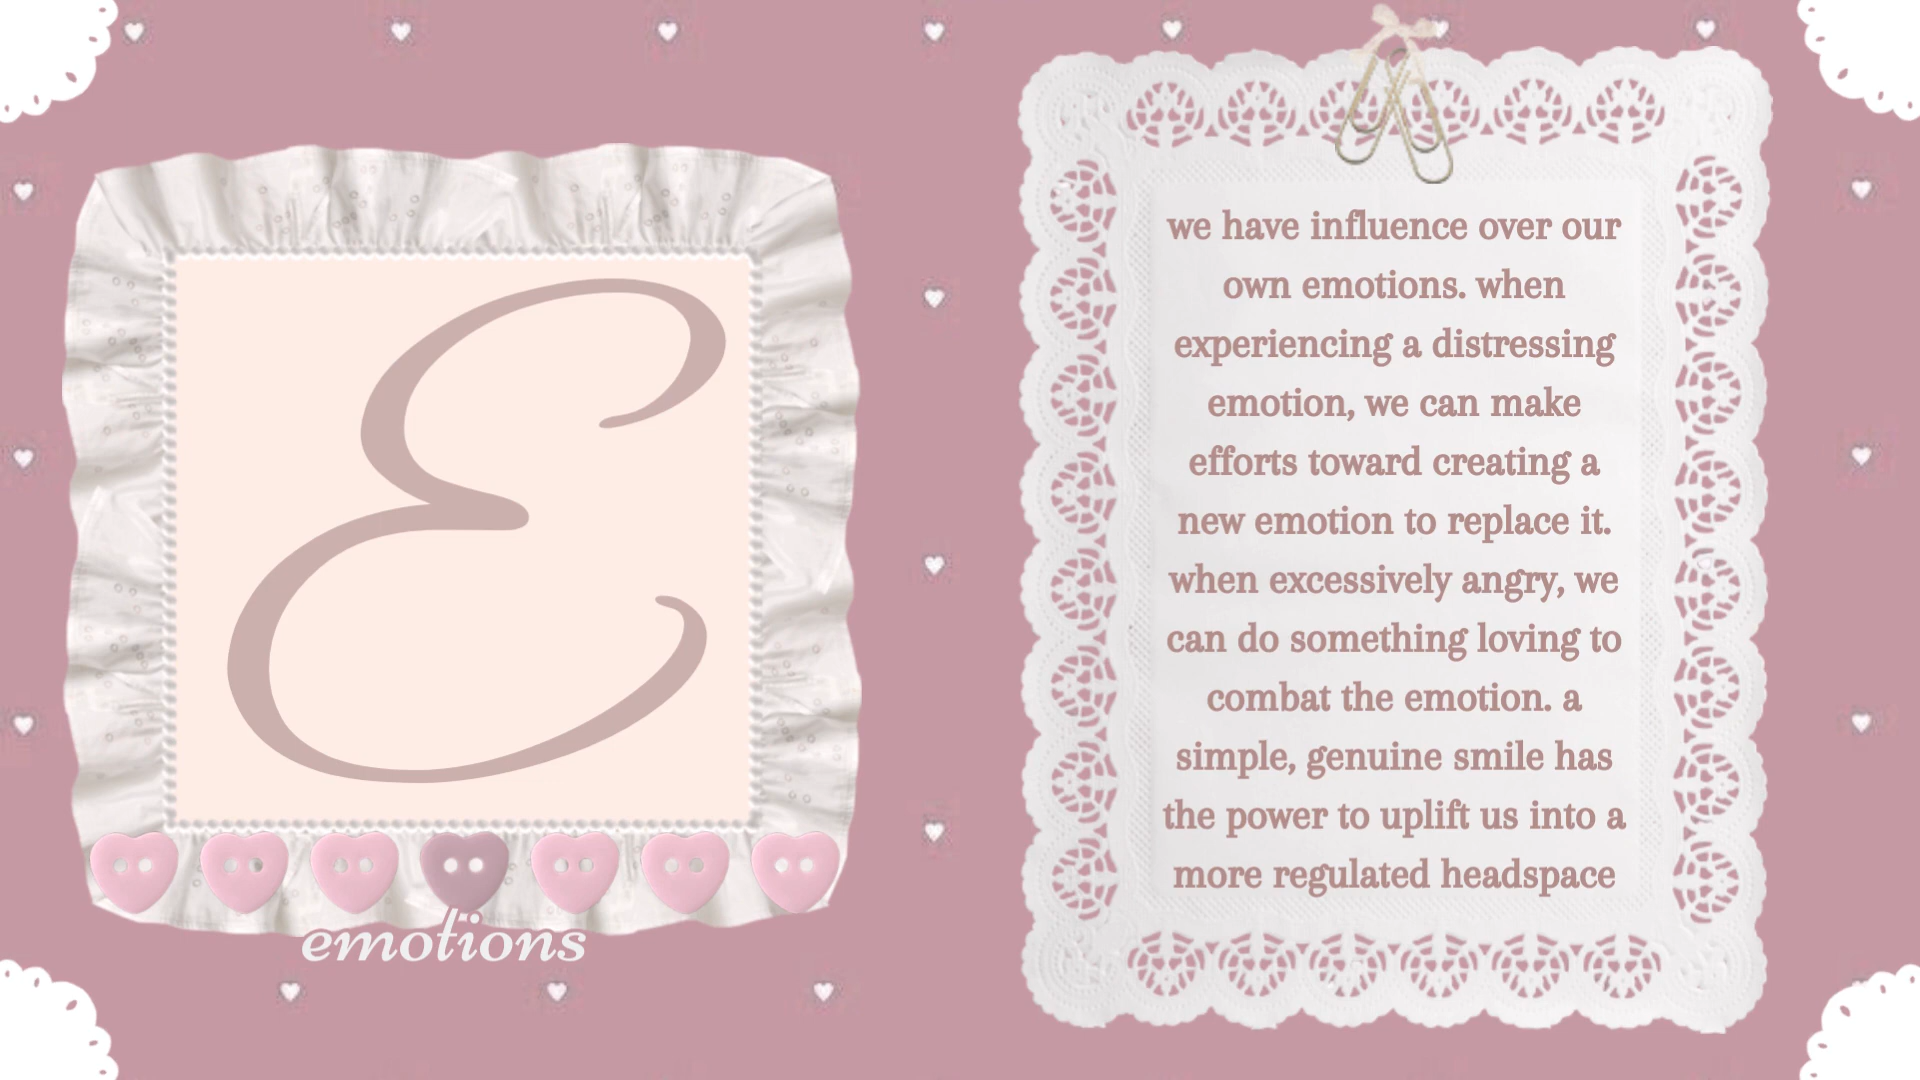 E
emotions
we have influence over our
own emotions. when
experiencing a distressing
emotion, we can make
efforts toward creating a
new emotion to replace it.
when excessively angry, we
can do something loving to
combat the emotion. a
simple, genuine smile has
the power to uplift us into a
more regulated headspace